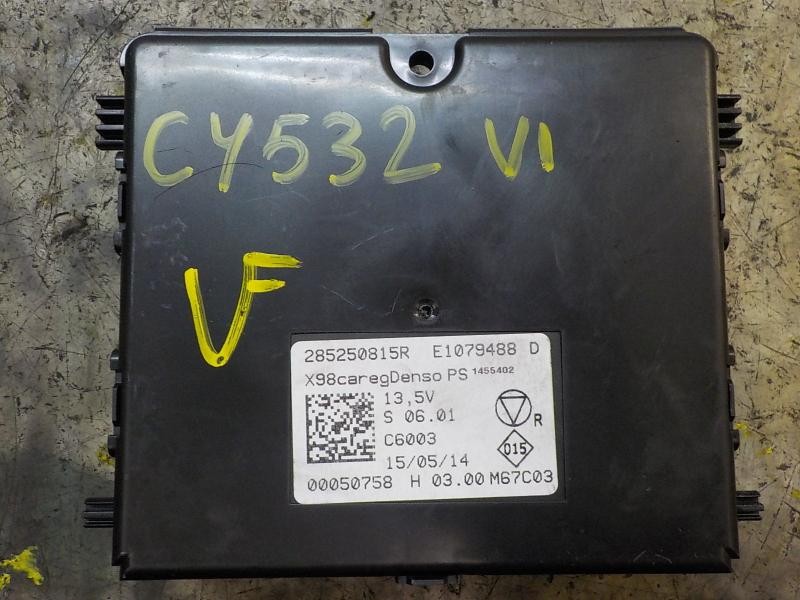 CY532 VI
VF
285250815R E1079488 D
X98caregDenso PS 1455402
13,5V
S 06.01
R
C6003
015
15/05/14
00050758 H 03.00 M67C03